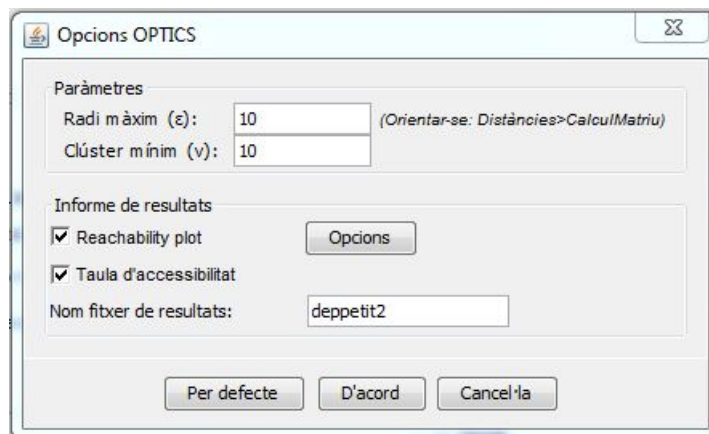 Opcions OPTICS
Paràmetres
Radi màxim (ε): 10 (Orientar-se: Distàncies>CalculMatriu)
Clúster mínim (ν): 10
Informe de resultats
Reachability plot Opcions
Taula d'accessibilitat
Nom fitxer de resultats: deppetit2
Per defecte D'acord Cancel·la